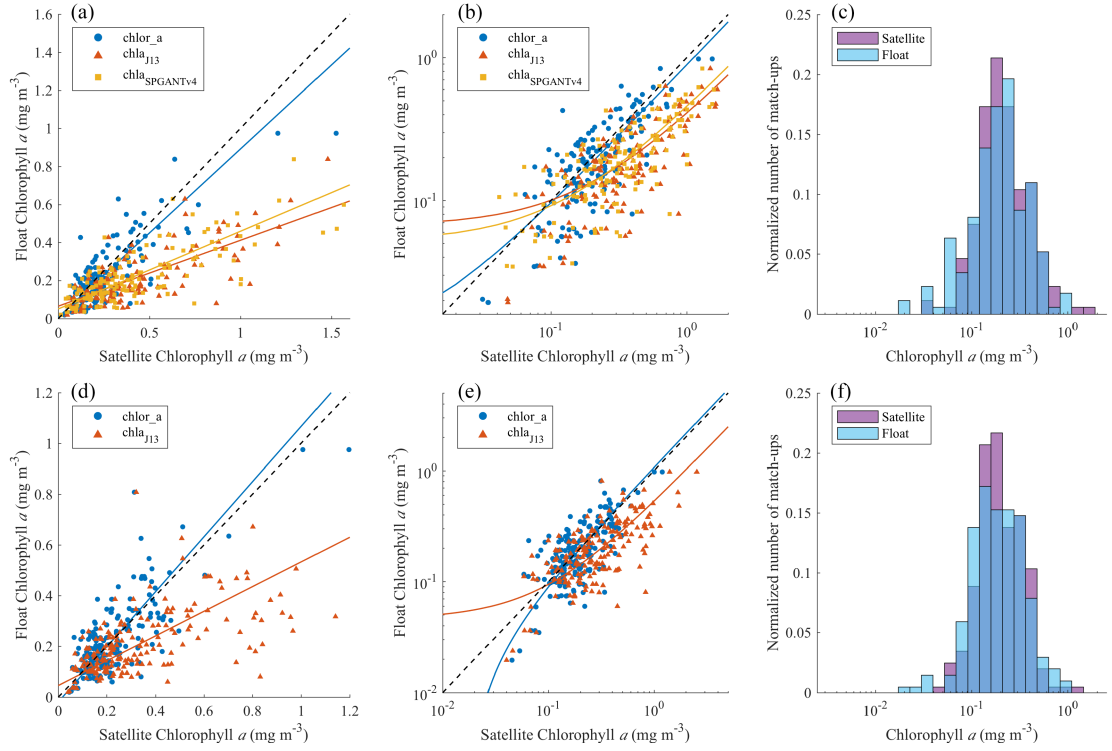 (a)
1.6
1.4
1.2
1
0.8
0.6
0.4
0.2
0
0
0.5
1
1.5
chlor_a
chla_J13
chla_SPGANTv4
Float Chlorophyll a (mg m⁻³)
Satellite Chlorophyll a (mg m⁻³)
(b)
10⁰
10⁻¹
10⁻¹
10⁰
chlor_a
chla_J13
chla_SPGANTv4
Float Chlorophyll a (mg m⁻³)
Satellite Chlorophyll a (mg m⁻³)
(c)
0.25
0.2
0.15
0.1
0.05
0
10⁻²
10⁻¹
10⁰
Satellite
Float
Normalized number of match-ups
Chlorophyll a (mg m⁻³)
(d)
1.2
1
0.8
0.6
0.4
0.2
0
0
0.2
0.4
0.6
0.8
1
1.2
chlor_a
chla_J13
Float Chlorophyll a (mg m⁻³)
Satellite Chlorophyll a (mg m⁻³)
(e)
10⁰
10⁻¹
10⁻²
10⁻²
10⁻¹
10⁰
chlor_a
chla_J13
Float Chlorophyll a (mg m⁻³)
Satellite Chlorophyll a (mg m⁻³)
(f)
0.25
0.2
0.15
0.1
0.05
0
10⁻²
10⁻¹
10⁰
Satellite
Float
Normalized number of match-ups
Chlorophyll a (mg m⁻³)